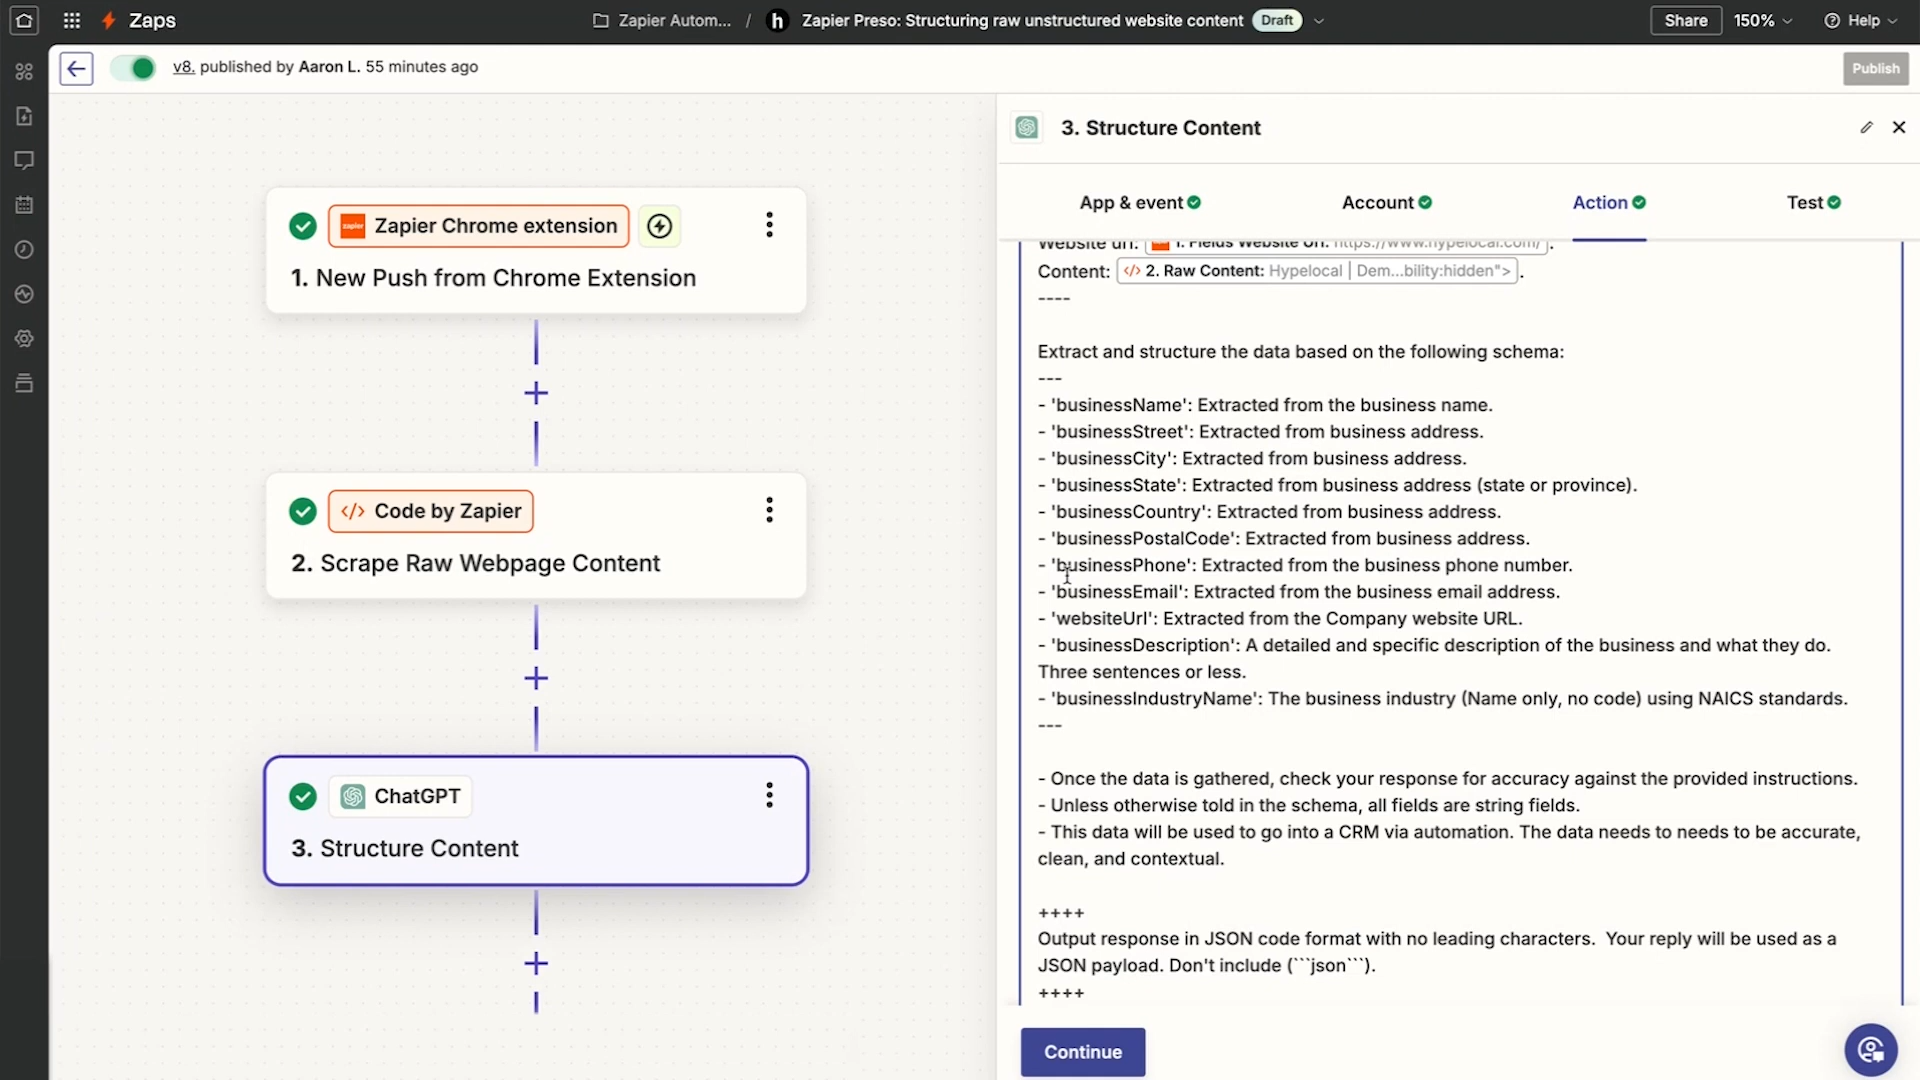 Zaps
Zapier Autom... / h Zapier Preso: Structuring raw unstructured website content Draft
Share
150%
Help
v8. published by Aaron L. 55 minutes ago
Publish
zapier Zapier Chrome extension
1. New Push from Chrome Extension
</> Code by Zapier
2. Scrape Raw Webpage Content
ChatGPT
3. Structure Content
3. Structure Content
App & event
Account
Action
Test
Website url: 1. Fields Website Url: https://www.hypelocal.com/ .
Content: </> 2. Raw Content: Hypelocal | Dem...bility:hidden"> .
----
Extract and structure the data based on the following schema:
---
- 'businessName': Extracted from the business name.
- 'businessStreet': Extracted from business address.
- 'businessCity': Extracted from business address.
- 'businessState': Extracted from business address (state or province).
- 'businessCountry': Extracted from business address.
- 'businessPostalCode': Extracted from business address.
- 'businessPhone': Extracted from the business phone number.
- 'businessEmail': Extracted from the business email address.
- 'websiteUrl': Extracted from the Company website URL.
- 'businessDescription': A detailed and specific description of the business and what they do.
Three sentences or less.
- 'businessIndustryName': The business industry (Name only, no code) using NAICS standards.
---
- Once the data is gathered, check your response for accuracy against the provided instructions.
- Unless otherwise told in the schema, all fields are string fields.
- This data will be used to go into a CRM via automation. The data needs to needs to be accurate,
clean, and contextual.
++++
Output response in JSON code format with no leading characters.  Your reply will be used as a
JSON payload. Don't include (```json```).
++++
Continue